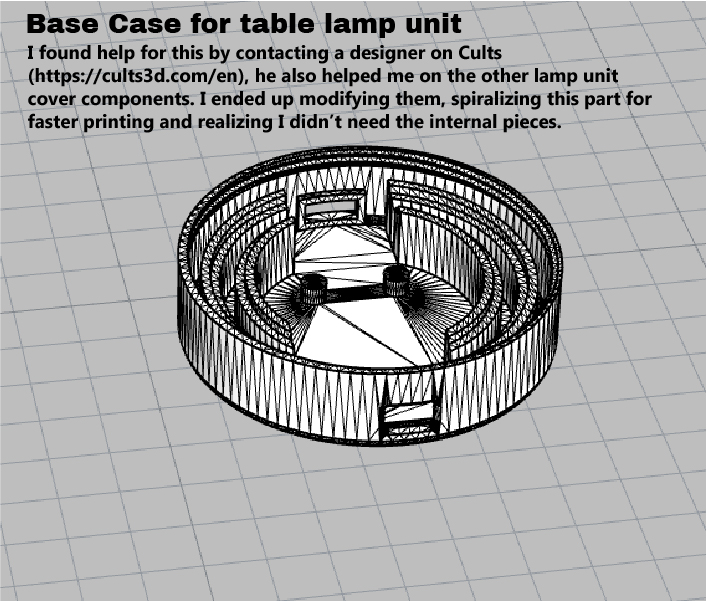 Base Case for table lamp unit
I found help for this by contacting a designer on Cults
(https://cults3d.com/en), he also helped me on the other lamp unit
cover components. I ended up modifying them, spiralizing this part for
faster printing and realizing I didn’t need the internal pieces.